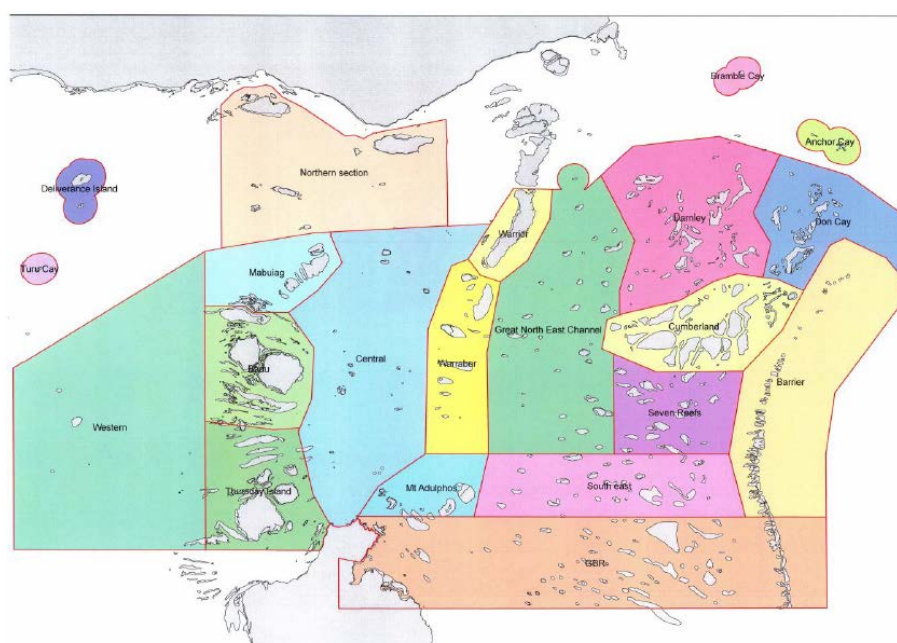 Bramble Cay
Anchor Cay
Northern section
Deliverance Island
Darnley
Don Cay
Warrior
Turu Cay
Mabuiag
Great North East Channel
Cumberland
Central
Warraber
Badu
Barrier
Seven Reefs
Western
Mt Adulphos
South east
Thursday Island
GBR